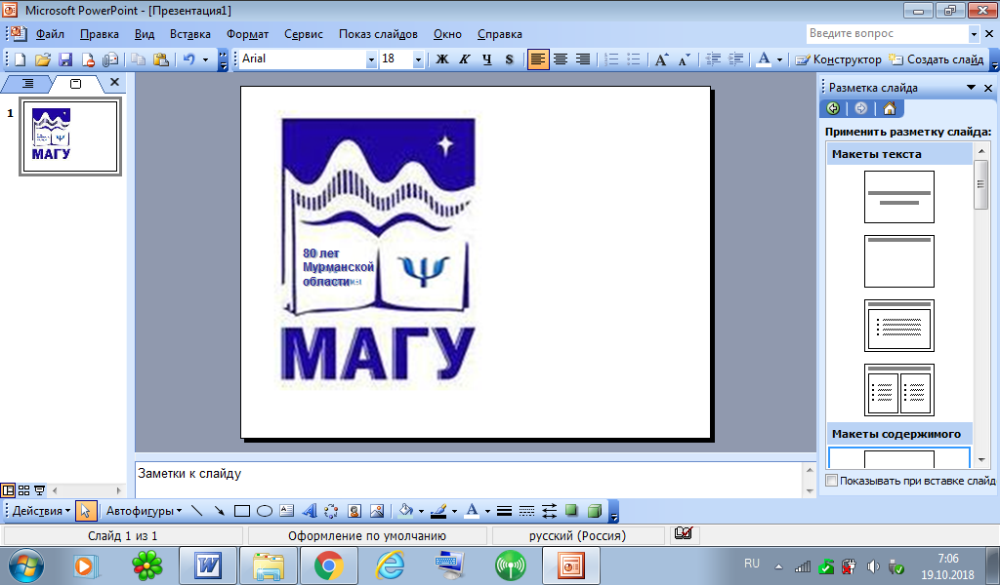 Microsoft PowerPoint - [Презентация1]
Файл Правка Вид Вставка Формат Сервис Показ слайдов Окно Справка Введите вопрос
Arial 18 Ж К Ч S Конструктор Создать слайд
Разметка слайда
1
МАГУ
80 лет
Мурманской
области
МАГУ
Применить разметку слайда:
Макеты текста
Макеты содержимого
Показывать при вставке слайд
Заметки к слайду
Действия Автофигуры
Слайд 1 из 1 Оформление по умолчанию русский (Россия)
RU 7:06
19.10.2018